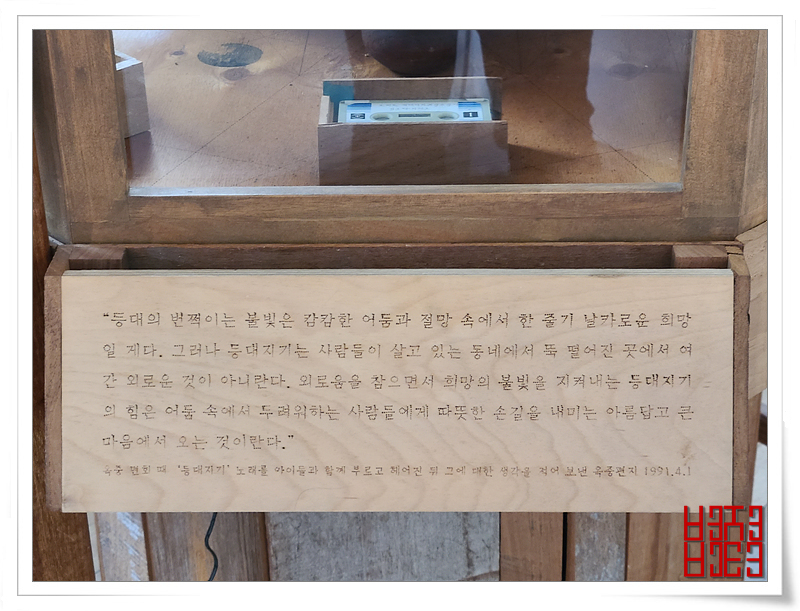 “등대의 번쩍이는 불빛은 캄캄한 어둠과 절망 속에서 한 줄기 날카로운 희망
일 게다. 그러나 등대지기는 사람들이 살고 있는 동네에서 뚝 떨어진 곳에서 여
간 외로운 것이 아니란다. 외로움을 참으면서 희망의 불빛을 지켜내는 등대지기
의 힘은 어둠 속에서 두려워하는 사람들에게 따뜻한 손길을 내미는 아름답고 큰
마음에서 오는 것이란다.”
옥중 면회 때 ‘등대지기’ 노래를 아이들과 함께 부르고 헤어진 뒤 그에 대한 생각을 적어 보낸 옥중편지 1991.4.1